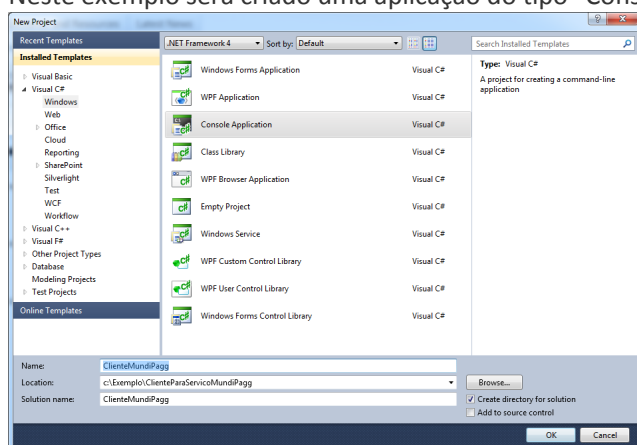 Neste exemplo será criado uma aplicação do tipo "Cons
New Project
Recent Templates
.NET Framework 4 Sort by: Default Search Installed Templates
Installed Templates
Visual Basic
Visual C#
Windows
Web
Office
Cloud
Reporting
SharePoint
Silverlight
Test
WCF
Workflow
Visual C++
Visual F#
Other Project Types
Database
Modeling Projects
Test Projects
Online Templates
Windows Forms Application Visual C#
WPF Application Visual C#
Console Application Visual C#
Class Library Visual C#
WPF Browser Application Visual C#
Empty Project Visual C#
Windows Service Visual C#
WPF Custom Control Library Visual C#
WPF User Control Library Visual C#
Windows Forms Control Library Visual C#
Type: Visual C#
A project for creating a command-line
application
Name: ClienteMundiPagg
Location: c:\Exemplo\ClienteParaServicoMundiPagg Browse...
Solution name: ClienteMundiPagg Create directory for solution
Add to source control
OK Cancel